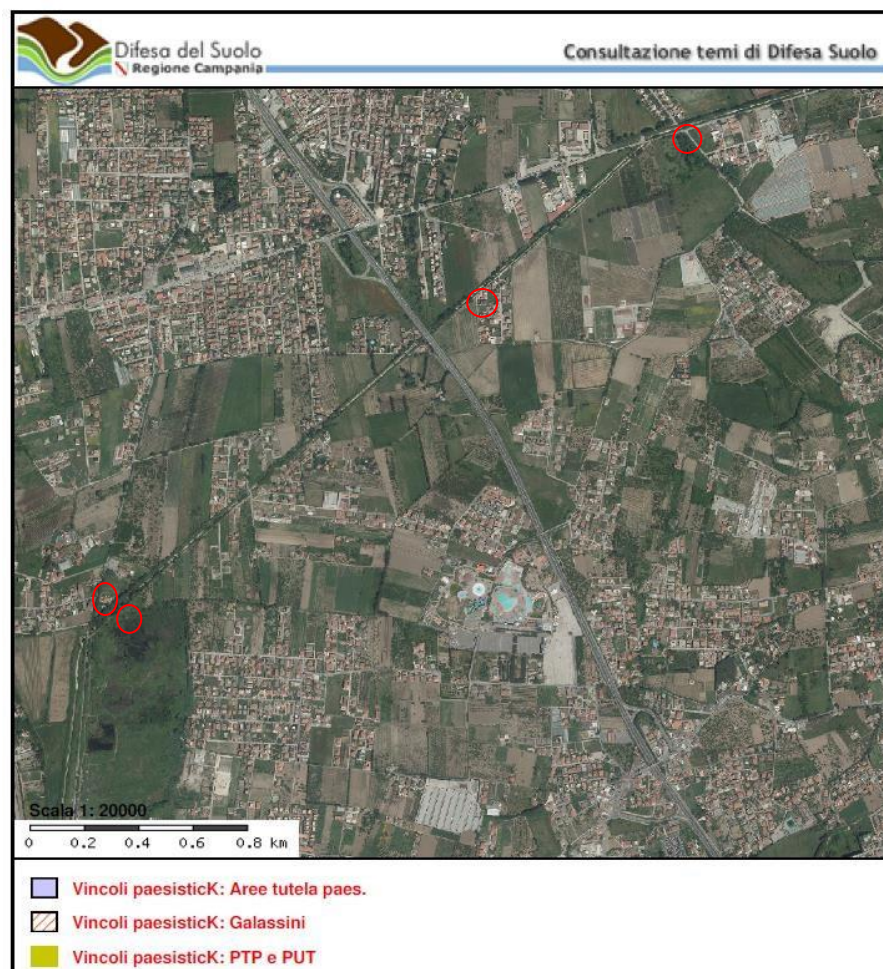 Difesa del Suolo
Regione Campania
Consultazione temi di Difesa Suolo
Scala 1: 20000
0 0.2 0.4 0.6 0.8 km
Vincoli paesisticK: Aree tutela paes.
Vincoli paesisticK: Galassini
Vincoli paesisticK: PTP e PUT